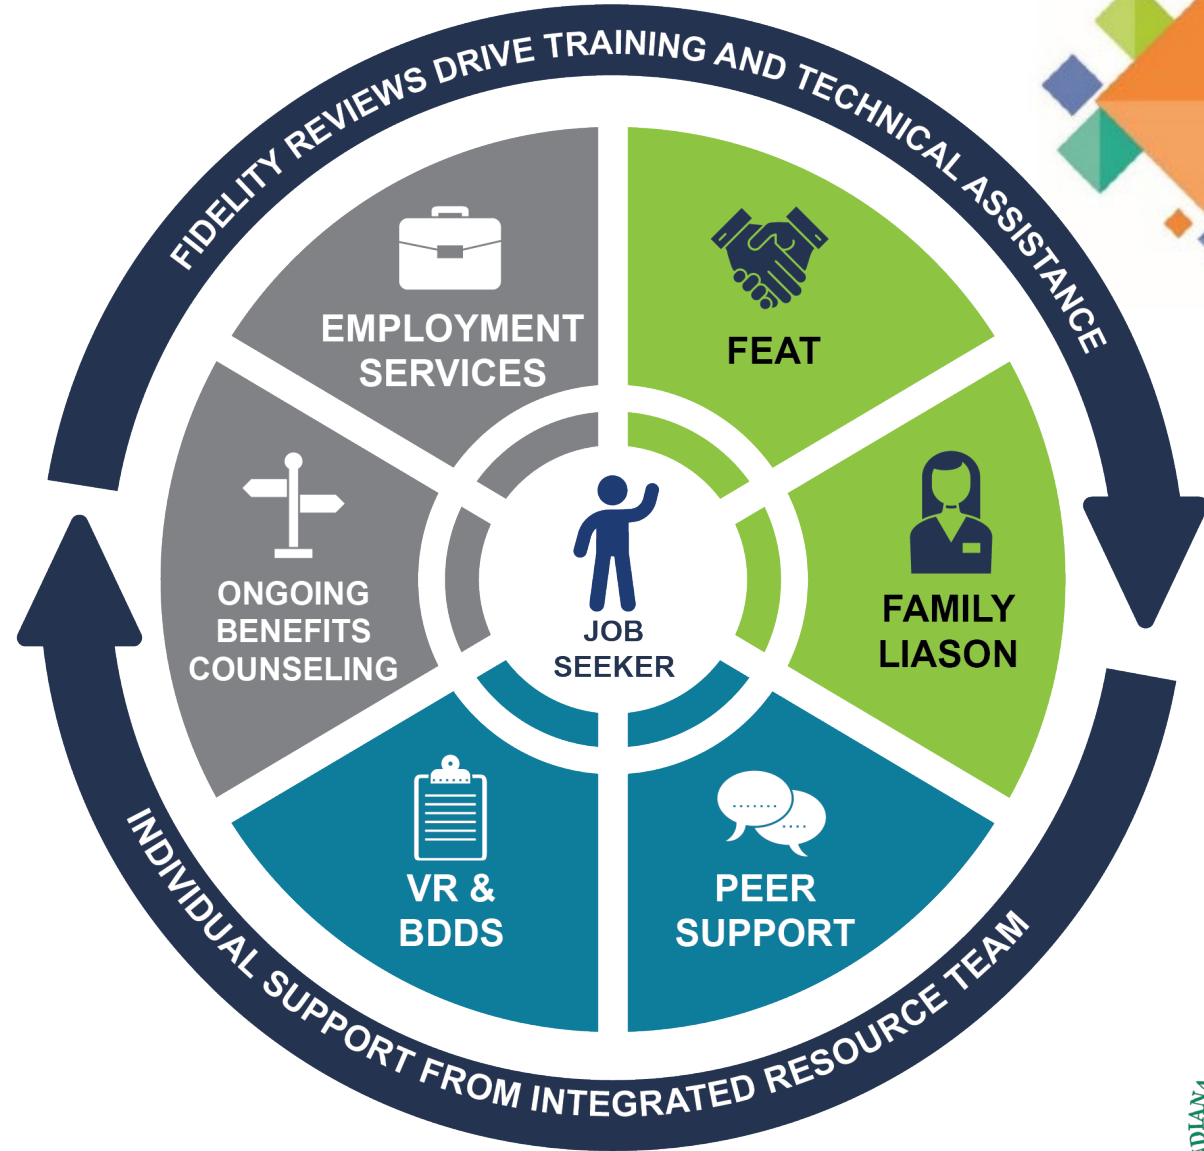 FIDELITY REVIEWS DRIVE TRAINING AND TECHNICAL ASSISTANCE
EMPLOYMENT
SERVICES
FEAT
ONGOING
BENEFITS
COUNSELING
JOB
SEEKER
FAMILY
LIASON
VR &
BDDS
PEER
SUPPORT
INDIVIDUAL SUPPORT FROM INTEGRATED RESOURCE TEAM